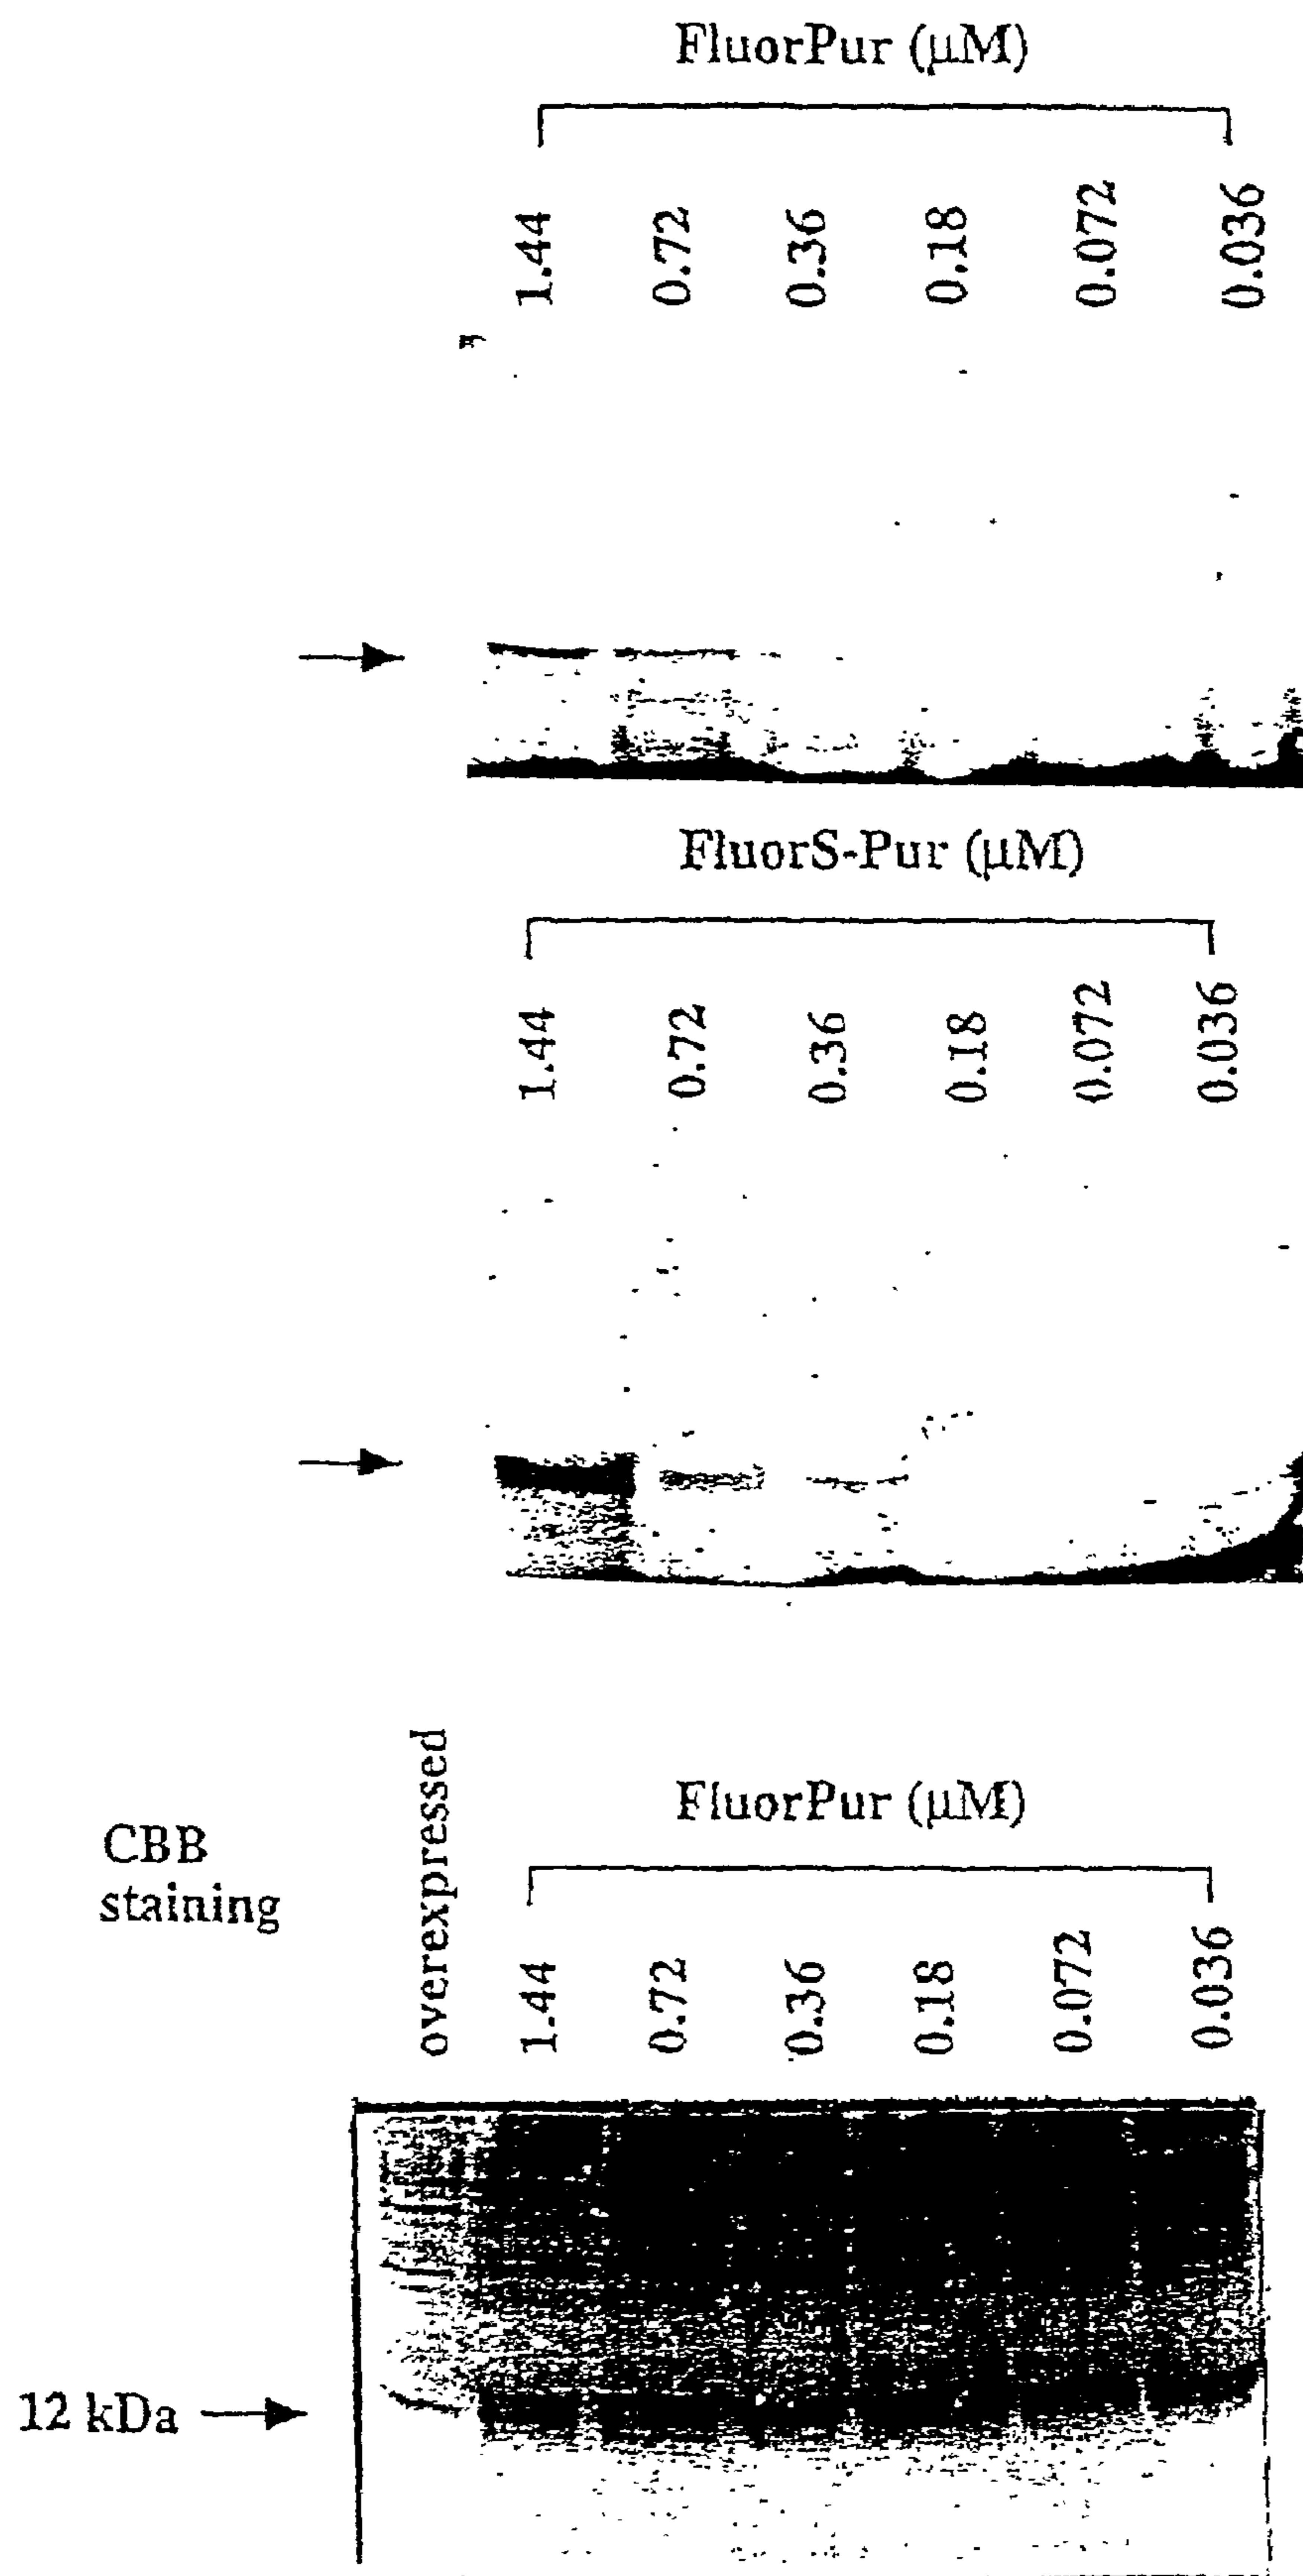 FluorPur (μM)
1.44 0.72 0.36 0.18 0.072 0.036
FluorS-Pur (μM)
1.44 0.72 0.36 0.18 0.072 0.036
CBB
staining
overexpressed
FluorPur (μM)
1.44 0.72 0.36 0.18 0.072 0.036
12 kDa